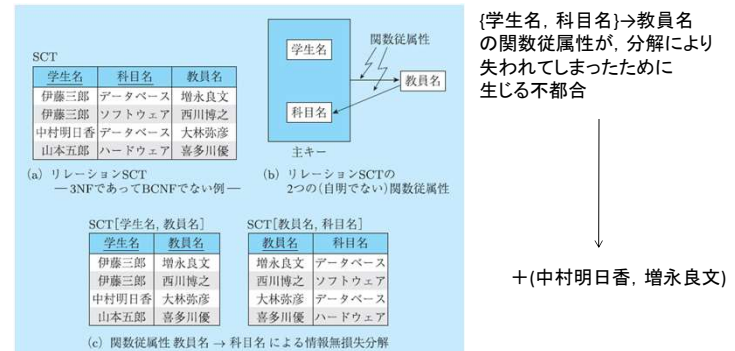 SCT
学生名 科目名 教員名
伊藤三郎 データベース 増永良文
伊藤三郎 ソフトウェア 西川博之
中村明日香 データベース 大林弥彦
山本五郎 ハードウェア 喜多川優
(a) リレーションSCT
— 3NFであってBCNFでない例 —
関数従属性
学生名
教員名
科目名
主キー
(b) リレーションSCTの
2つの(自明でない)関数従属性
SCT[学生名, 教員名]
学生名 教員名
伊藤三郎 増永良文
伊藤三郎 西川博之
中村明日香 大林弥彦
山本五郎 喜多川優
SCT[教員名, 科目名]
教員名 科目名
増永良文 データベース
西川博之 ソフトウェア
大林弥彦 データベース
喜多川優 ハードウェア
(c) 関数従属性 教員名 → 科目名 による情報無損失分解
{学生名, 科目名}→教員名
の関数従属性が, 分解により
失われてしまったために
生じる不都合
＋(中村明日香, 増永良文)